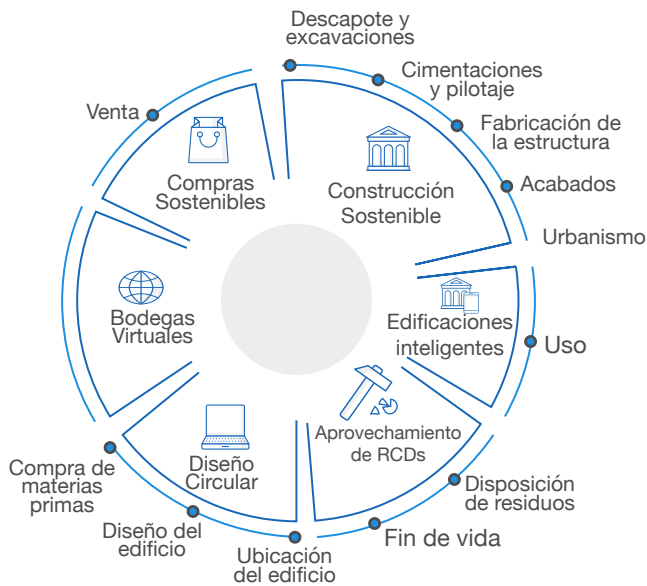 Descapote y
excavaciones
Cimentaciones
y pilotaje
Fabricación de
la estructura
Acabados
Urbanismo
Venta
Compras
Sostenibles
Construcción
Sostenible
Bodegas
Virtuales
Edificaciones
inteligentes
Uso
Diseño
Circular
Aprovechamiento
de RCDs
Compra de
materias
primas
Diseño del
edificio
Ubicación
del edificio
Fin de vida
Disposición
de residuos